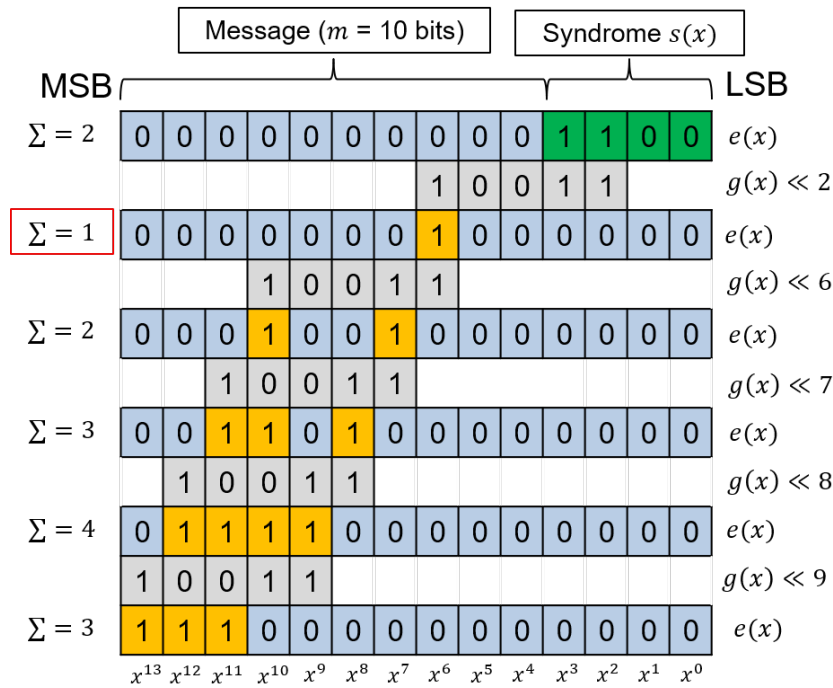 Message (𝑚 = 10 bits) Syndrome 𝑠(𝑥)
MSB LSB
∑ = 2 0 0 0 0 0 0 0 0 0 0 1 1 0 0 𝑒(𝑥)
1 0 0 1 1 𝑔(𝑥) ≪ 2
∑ = 1 0 0 0 0 0 0 0 1 0 0 0 0 0 0 𝑒(𝑥)
1 0 0 1 1 𝑔(𝑥) ≪ 6
∑ = 2 0 0 0 1 0 0 1 0 0 0 0 0 0 0 𝑒(𝑥)
1 0 0 1 1 𝑔(𝑥) ≪ 7
∑ = 3 0 0 1 1 0 1 0 0 0 0 0 0 0 0 𝑒(𝑥)
1 0 0 1 1 𝑔(𝑥) ≪ 8
∑ = 4 0 1 1 1 1 0 0 0 0 0 0 0 0 0 𝑒(𝑥)
1 0 0 1 1 𝑔(𝑥) ≪ 9
∑ = 3 1 1 1 0 0 0 0 0 0 0 0 0 0 0 𝑒(𝑥)
𝑥¹³ 𝑥¹² 𝑥¹¹ 𝑥¹⁰ 𝑥⁹ 𝑥⁸ 𝑥⁷ 𝑥⁶ 𝑥⁵ 𝑥⁴ 𝑥³ 𝑥² 𝑥¹ 𝑥⁰